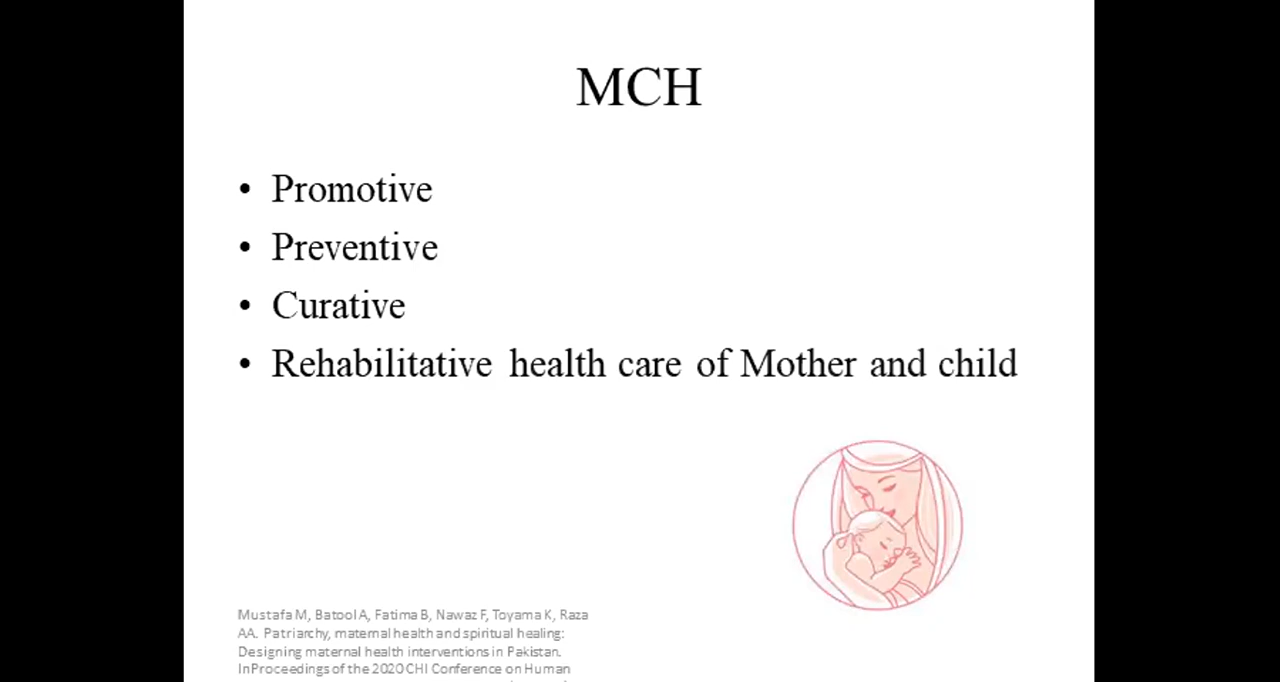 MCH
• Promotive
• Preventive
• Curative
• Rehabilitative health care of Mother and child
Mustafa M, Batool A, Fatima B, Nawaz F, Toyama K, Raza
AA. Patriarchy, maternal health and spiritual healing:
Designing maternal health interventions in Pakistan.
InProceedings of the 2020 CHI Conference on Human